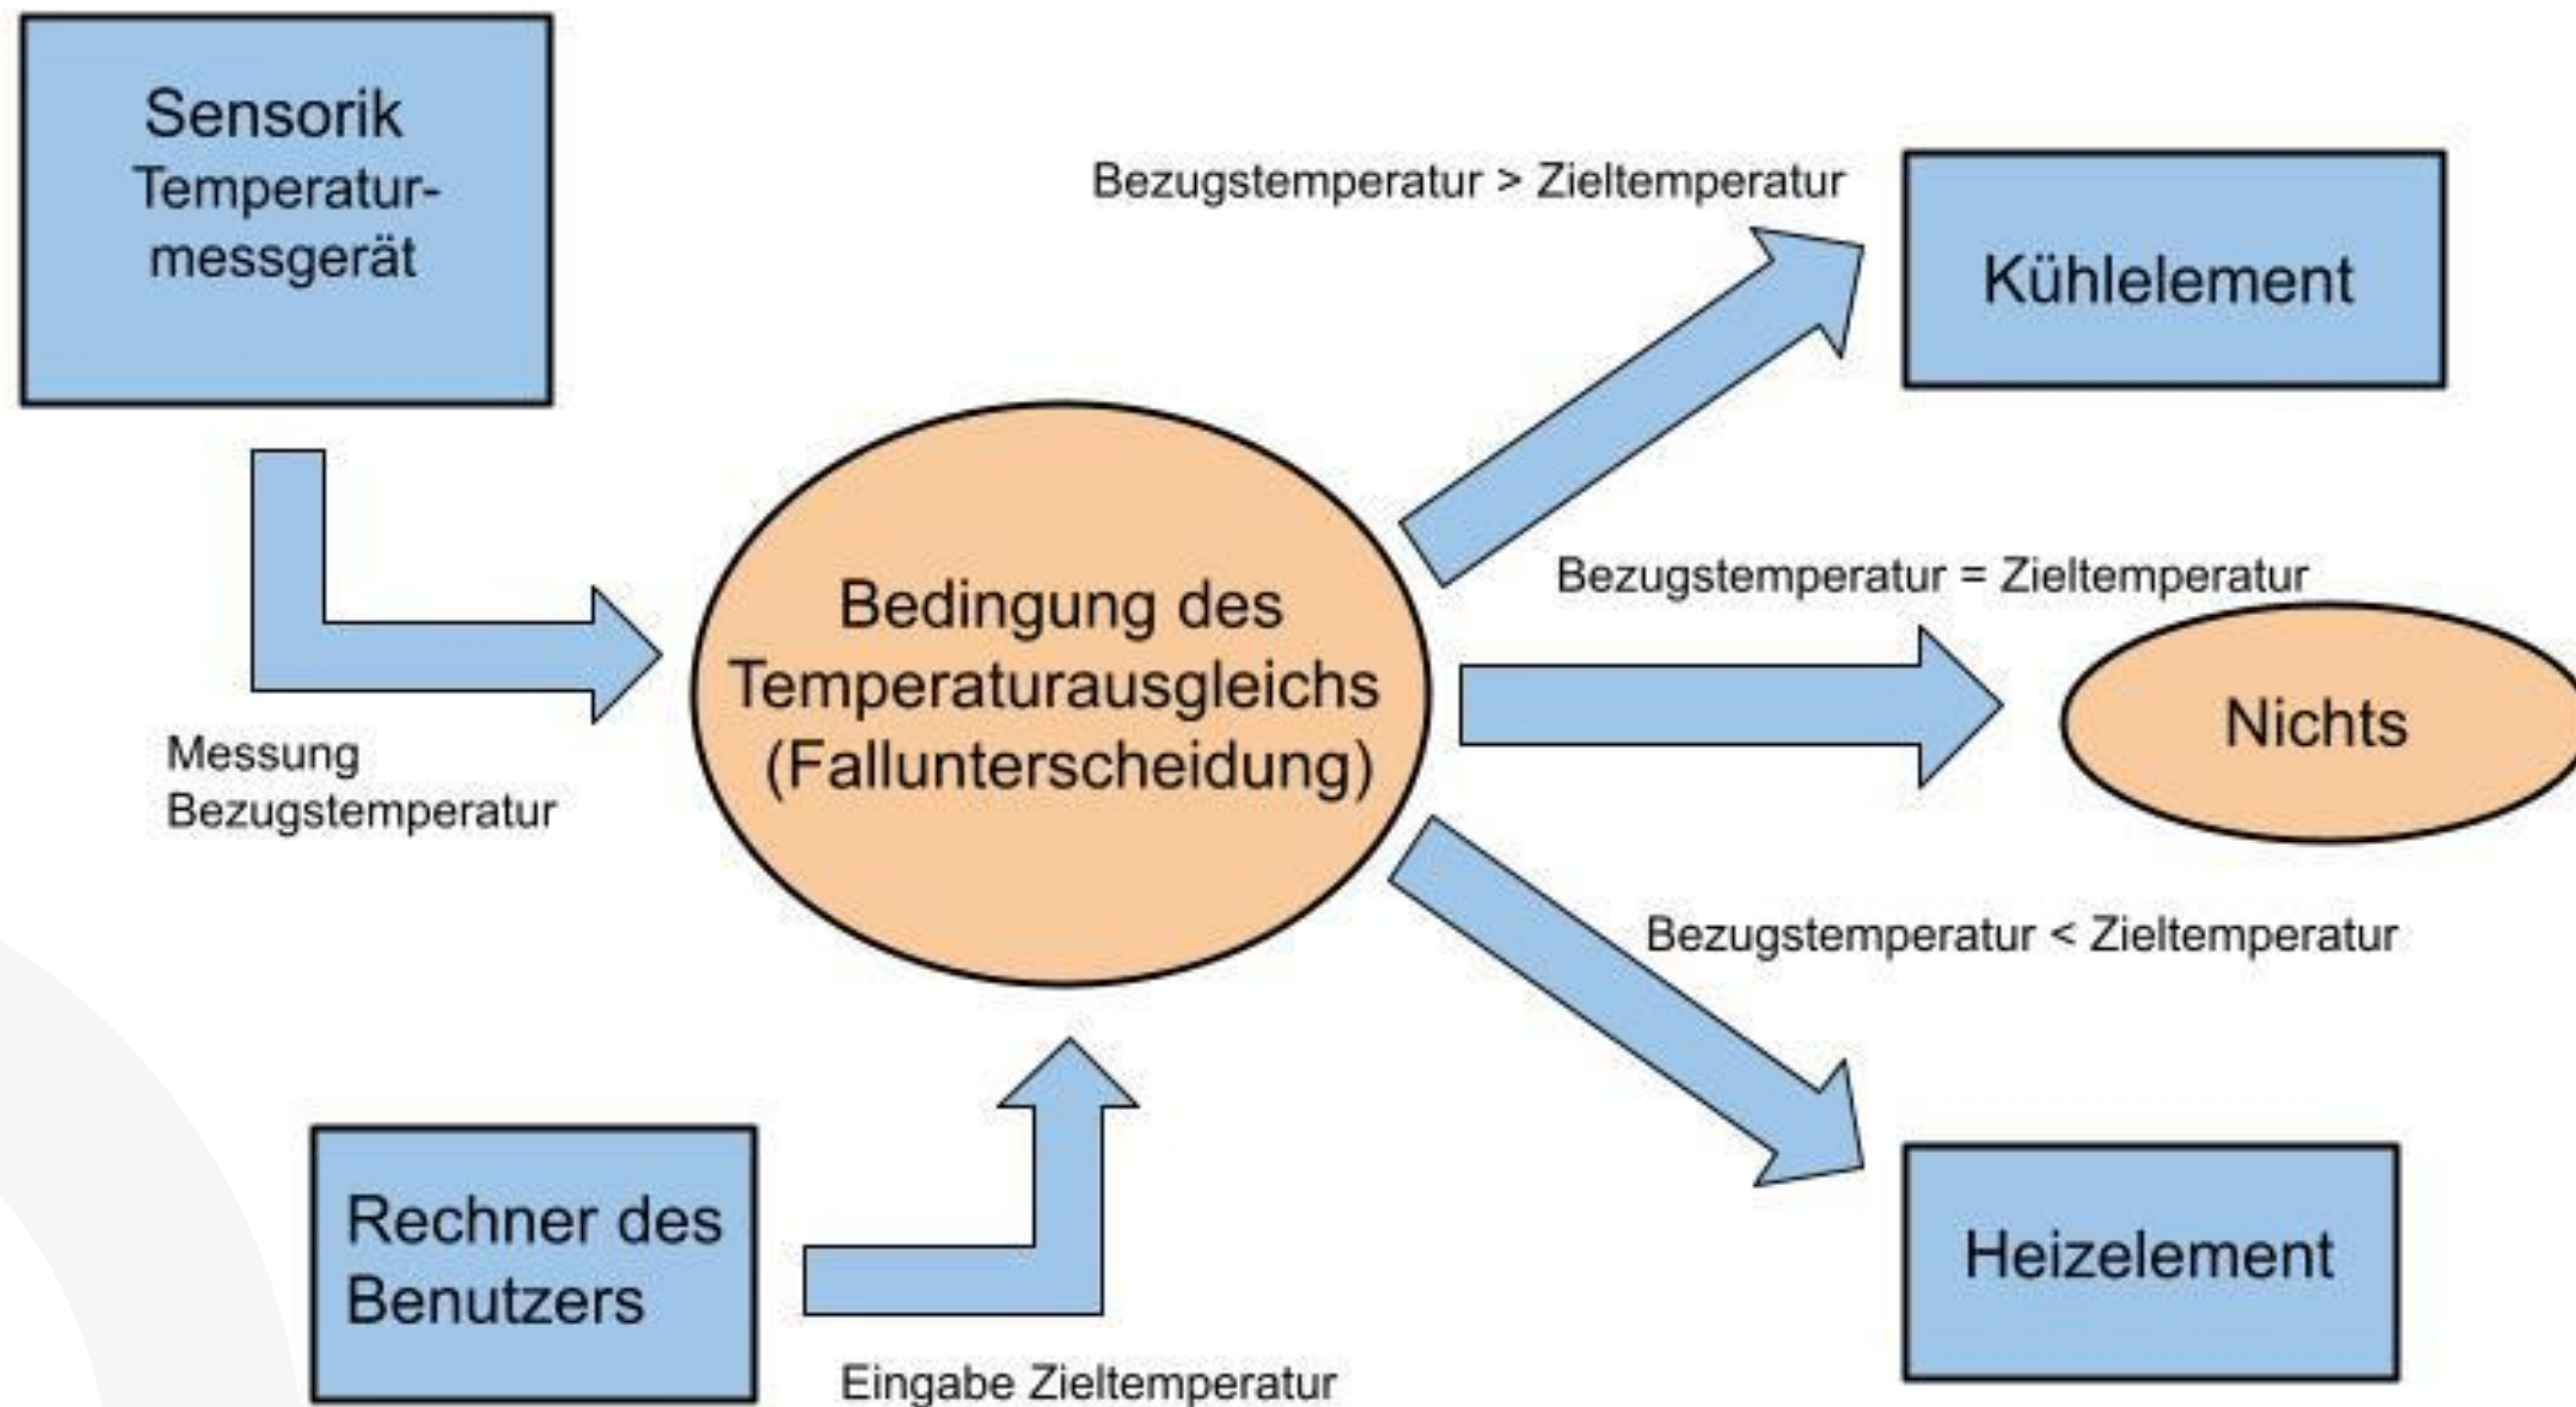 Sensorik
Temperatur-
messgerät
Messung
Bezugstemperatur
Rechner des
Benutzers
Eingabe Zieltemperatur
Bedingung des
Temperaturausgleichs
(Fallunterscheidung)
Bezugstemperatur > Zieltemperatur
Kühlelement
Bezugstemperatur = Zieltemperatur
Nichts
Bezugstemperatur < Zieltemperatur
Heizelement